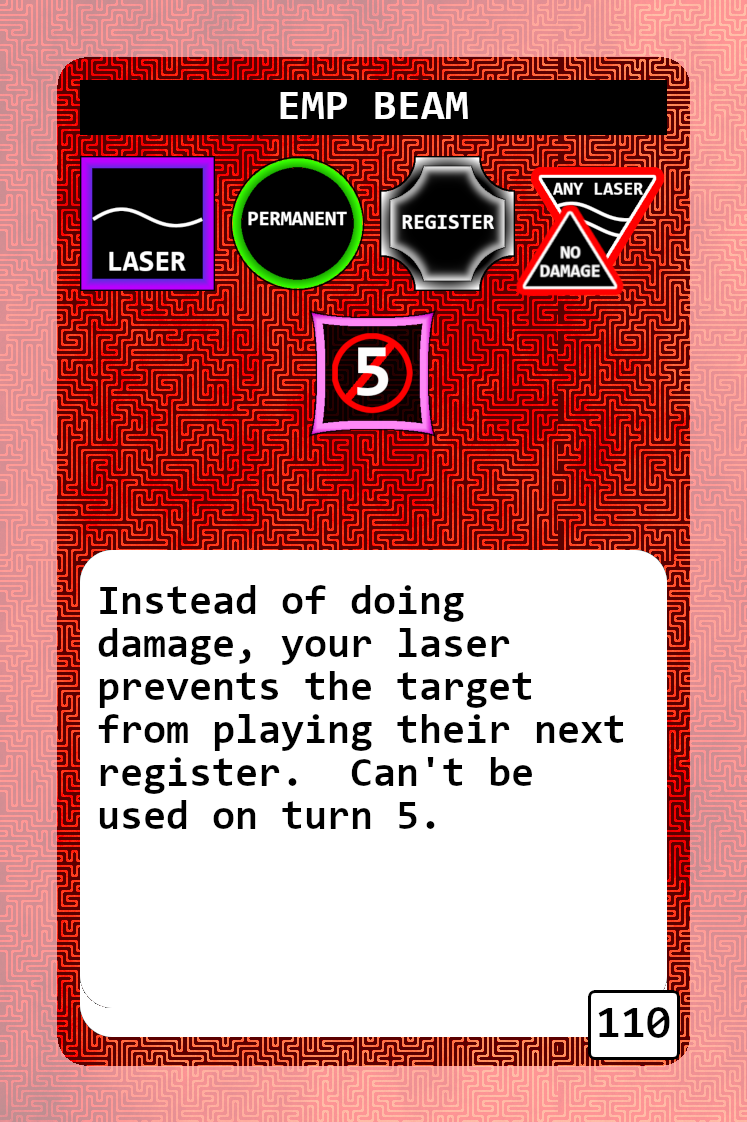 EMP BEAM
LASER
PERMANENT
REGISTER
ANY LASER
NO
DAMAGE
5
Instead of doing
damage, your laser
prevents the target
from playing their next
register.  Can't be
used on turn 5.
110